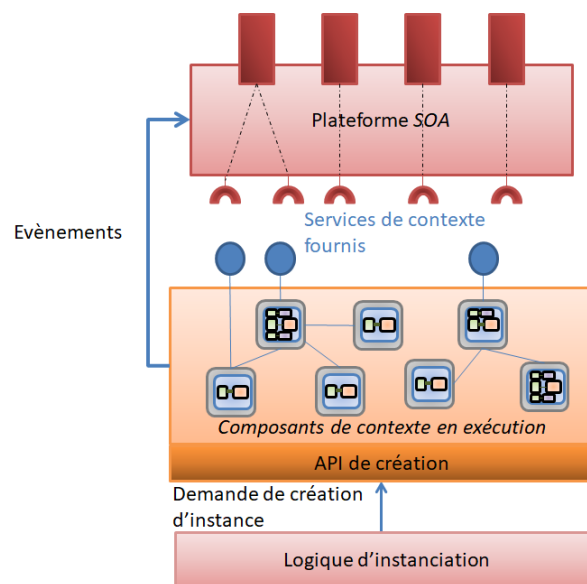 Plateforme SOA
Services de contexte
fournis
Evènements
Composants de contexte en exécution
API de création
Demande de création
d'instance
Logique d'instanciation